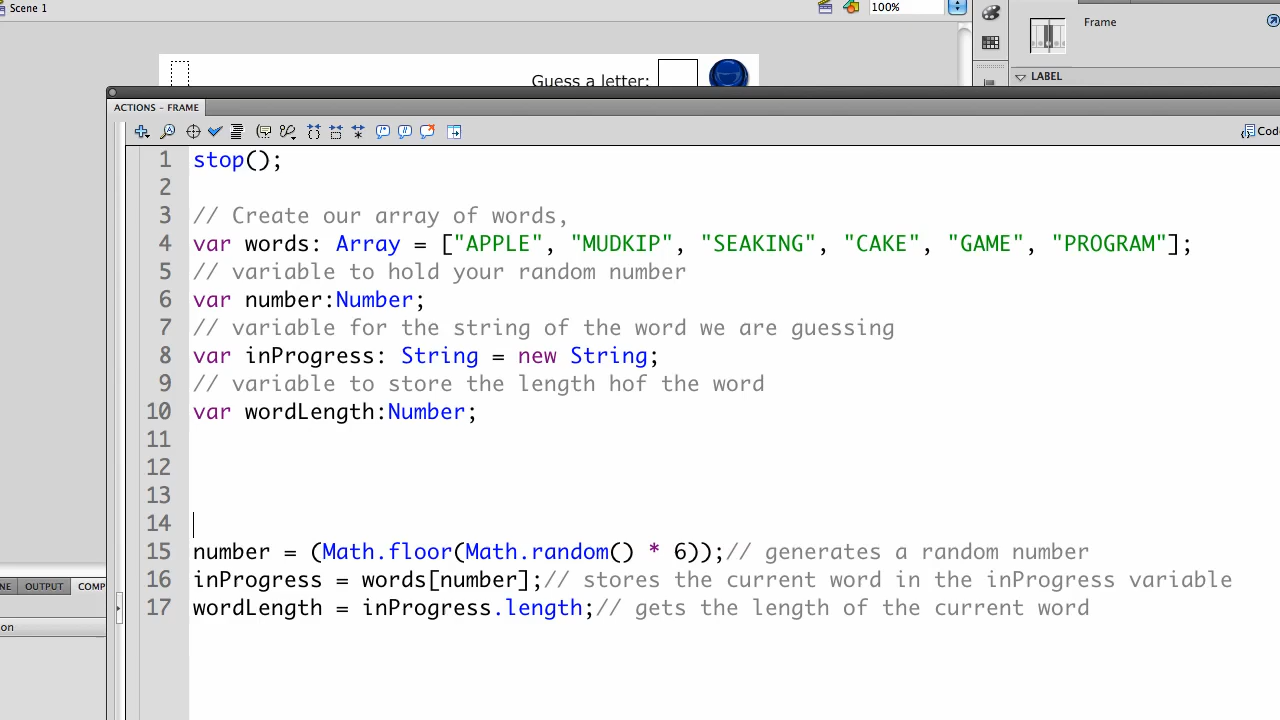 Scene 1
100%
Frame
LABEL
Guess a letter:
ACTIONS - FRAME
Code
1 stop();
2
3 // Create our array of words,
4 var words: Array = ["APPLE", "MUDKIP", "SEAKING", "CAKE", "GAME", "PROGRAM"];
5 // variable to hold your random number
6 var number:Number;
7 // variable for the string of the word we are guessing
8 var inProgress: String = new String;
9 // variable to store the length hof the word
10 var wordLength:Number;
11
12
13
14
15 number = (Math.floor(Math.random() * 6));// generates a random number
16 inProgress = words[number];// stores the current word in the inProgress variable
17 wordLength = inProgress.length;// gets the length of the current word
NE OUTPUT COMP
on